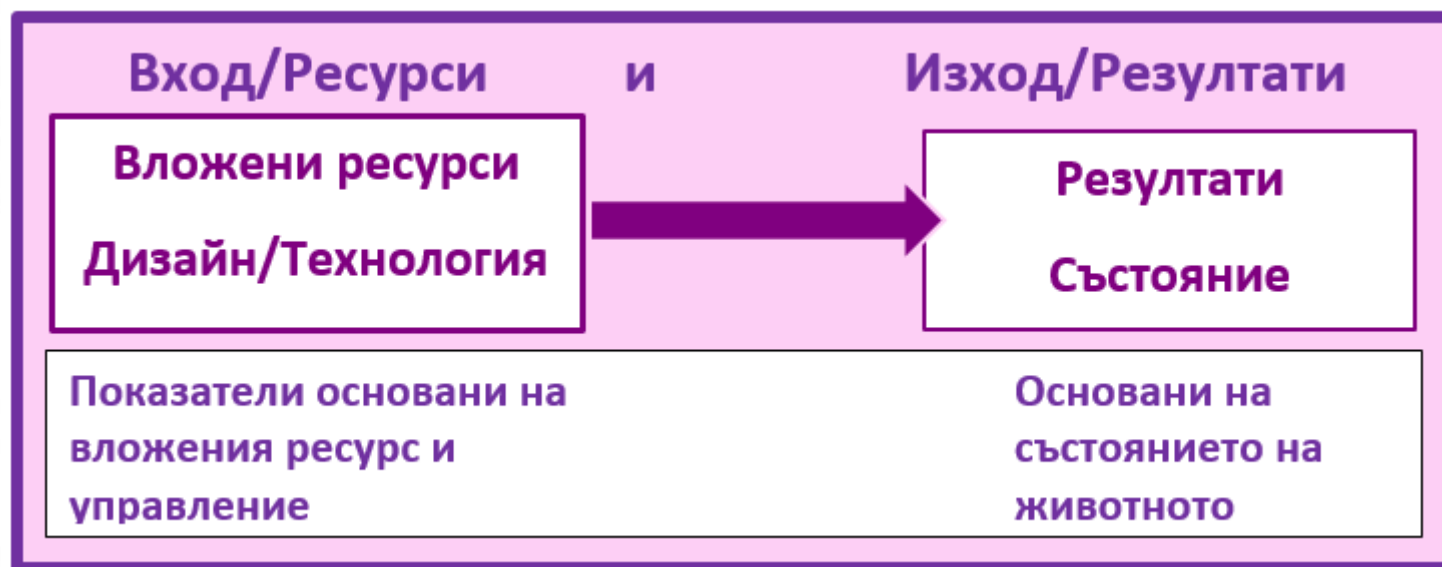 Вход/Ресурси и Изход/Резултати
Вложени ресурси
Дизайн/Технология
Резултати
Състояние
Показатели основани на
вложения ресурс и
управление
Основани на
състоянието на
животното